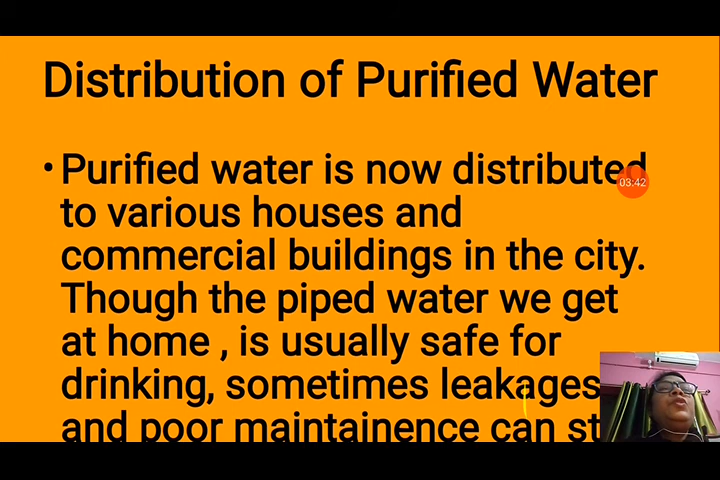 Distribution of Purified Water
• Purified water is now distributed
03:42
to various houses and
commercial buildings in the city.
Though the piped water we get
at home , is usually safe for
drinking, sometimes leakages
and poor maintainence can